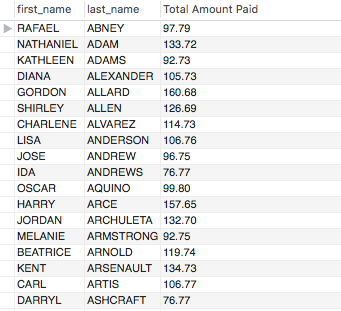 first_name last_name Total Amount Paid
RAFAEL ABNEY 97.79
NATHANIEL ADAM 133.72
KATHLEEN ADAMS 92.73
DIANA ALEXANDER 105.73
GORDON ALLARD 160.68
SHIRLEY ALLEN 126.69
CHARLENE ALVAREZ 114.73
LISA ANDERSON 106.76
JOSE ANDREW 96.75
IDA ANDREWS 76.77
OSCAR AQUINO 99.80
HARRY ARCE 157.65
JORDAN ARCHULETA 132.70
MELANIE ARMSTRONG 92.75
BEATRICE ARNOLD 119.74
KENT ARSENAULT 134.73
CARL ARTIS 106.77
DARRYL ASHCRAFT 76.77